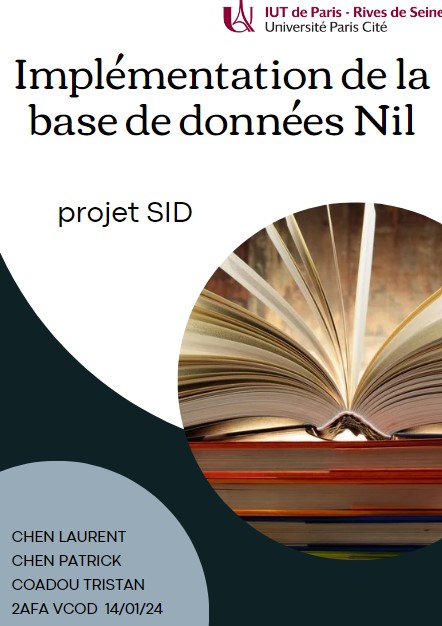 IUT de Paris - Rives de Seine
Université Paris Cité
Implémentation de la
base de données Nil
projet SID
CHEN LAURENT
CHEN PATRICK
COADOU TRISTAN
2AFA VCOD 14/01/24